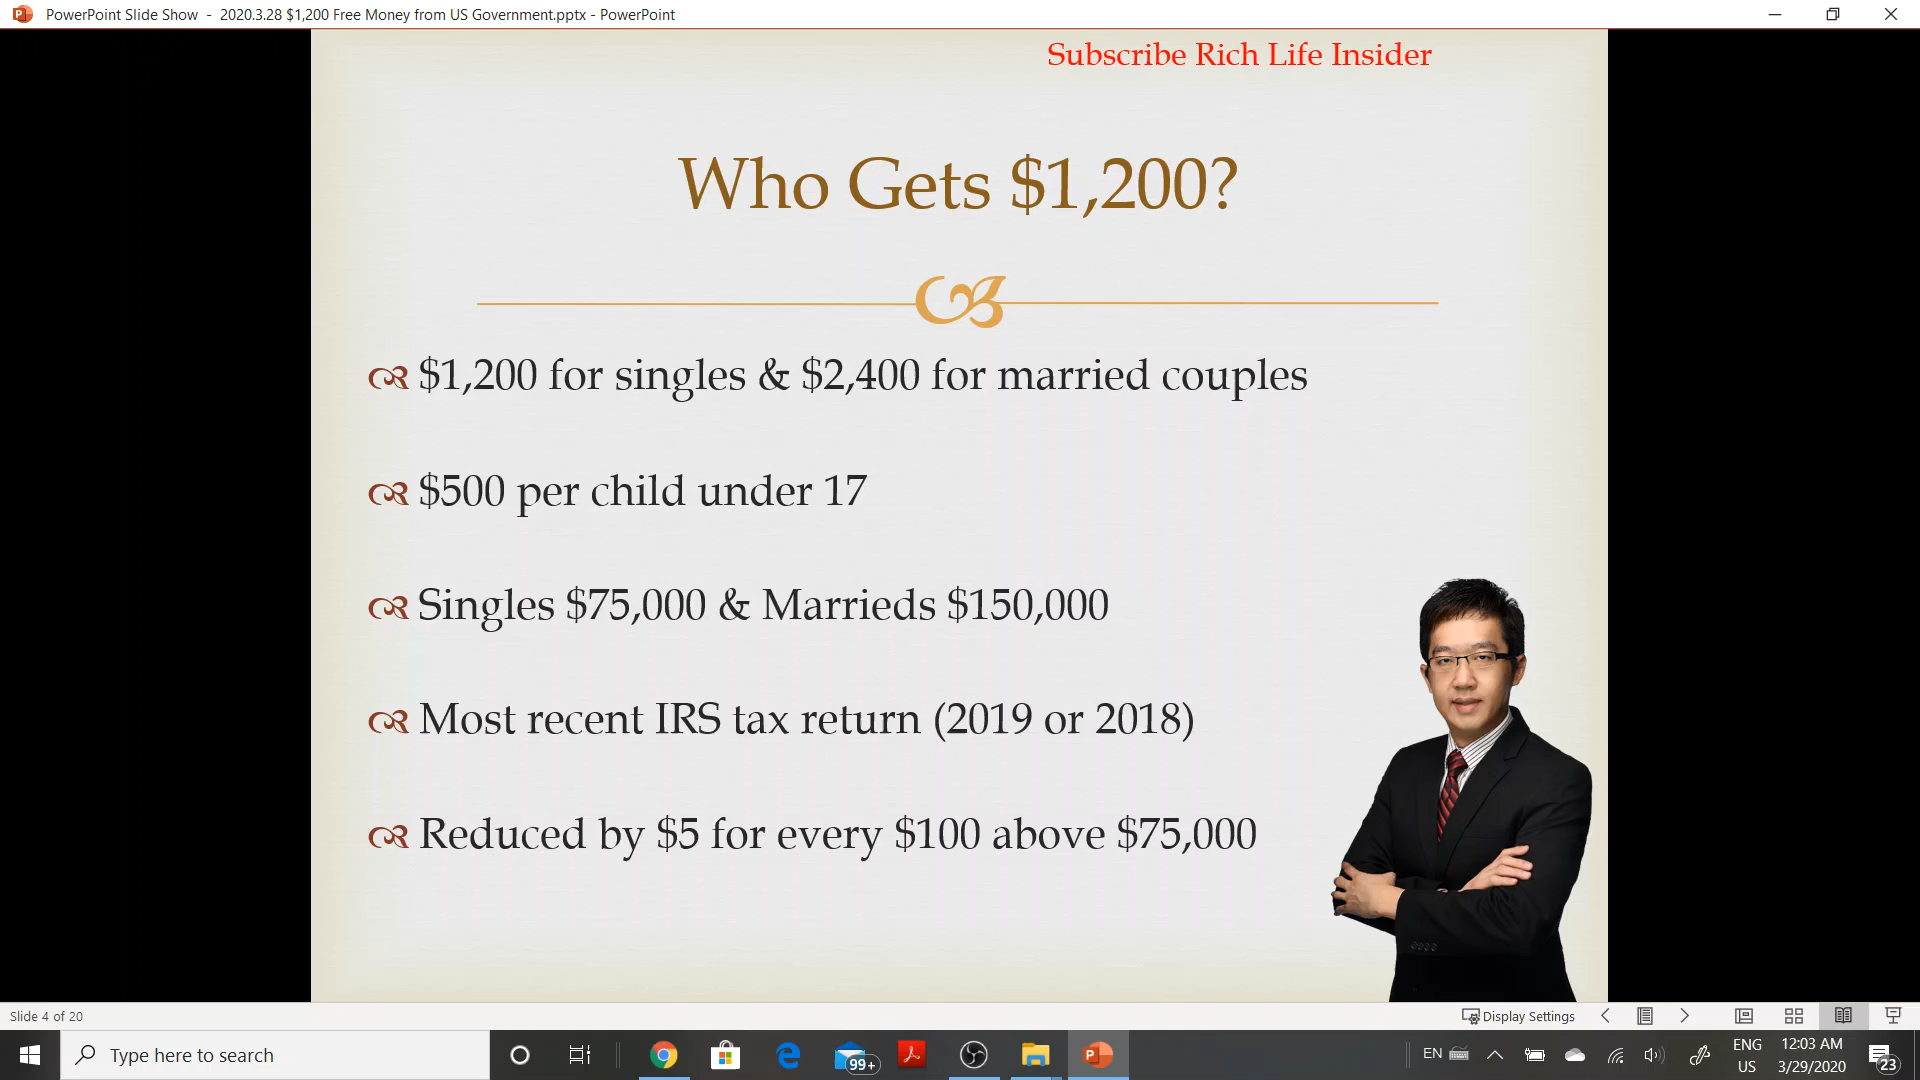 PowerPoint Slide Show - 2020.3.28 $1,200 Free Money from US Government.pptx - PowerPoint
Subscribe Rich Life Insider
Who Gets $1,200?
$1,200 for singles & $2,400 for married couples
$500 per child under 17
Singles $75,000 & Marrieds $150,000
Most recent IRS tax return (2019 or 2018)
Reduced by $5 for every $100 above $75,000
Slide 4 of 20
Display Settings
Type here to search
99+
EN
ENG
US
12:03 AM
3/29/2020
23